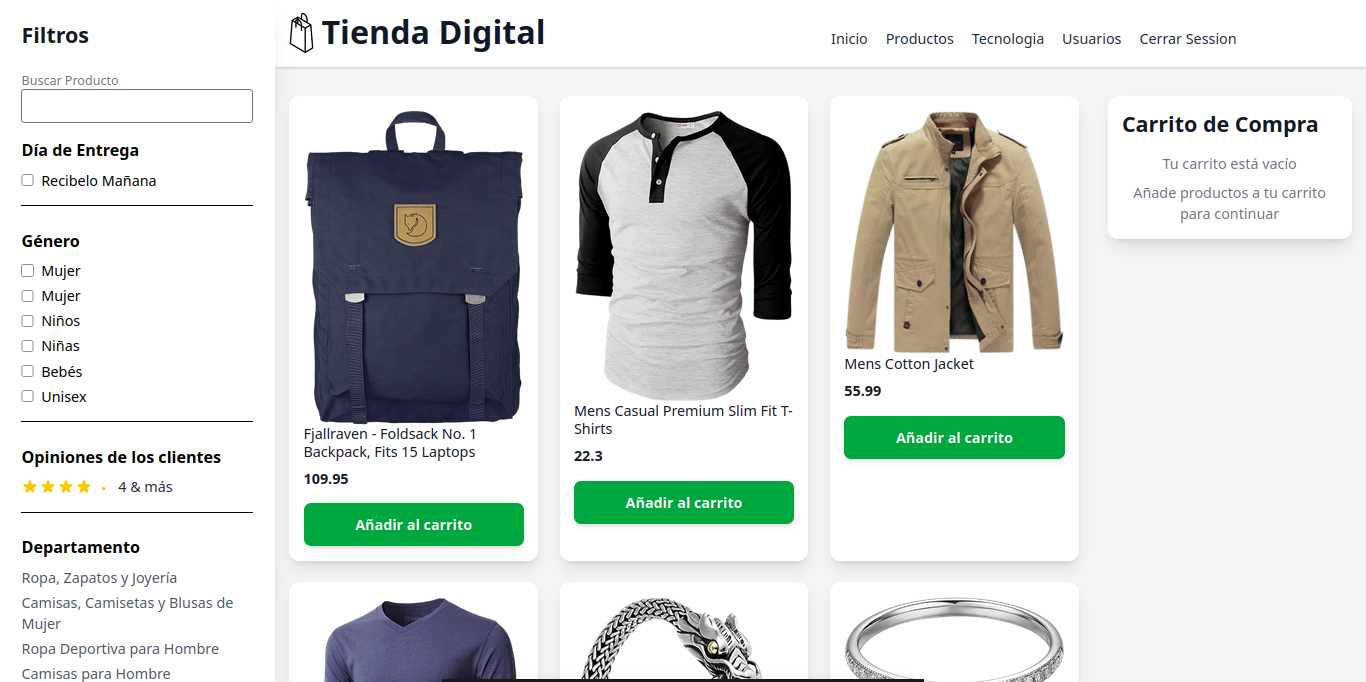 Filtros
Buscar Producto
Día de Entrega
Recibelo Mañana
Género
Mujer
Mujer
Niños
Niñas
Bebés
Unisex
Opiniones de los clientes
4 & más
Departamento
Ropa, Zapatos y Joyería
Camisas, Camisetas y Blusas de
Mujer
Ropa Deportiva para Hombre
Camisas para Hombre
Tienda Digital
Inicio Productos Tecnologia Usuarios Cerrar Session
Fjallraven - Foldsack No. 1
Backpack, Fits 15 Laptops
109.95
Añadir al carrito
Mens Casual Premium Slim Fit T-
Shirts
22.3
Añadir al carrito
Mens Cotton Jacket
55.99
Añadir al carrito
Carrito de Compra
Tu carrito está vacío
Añade productos a tu carrito
para continuar